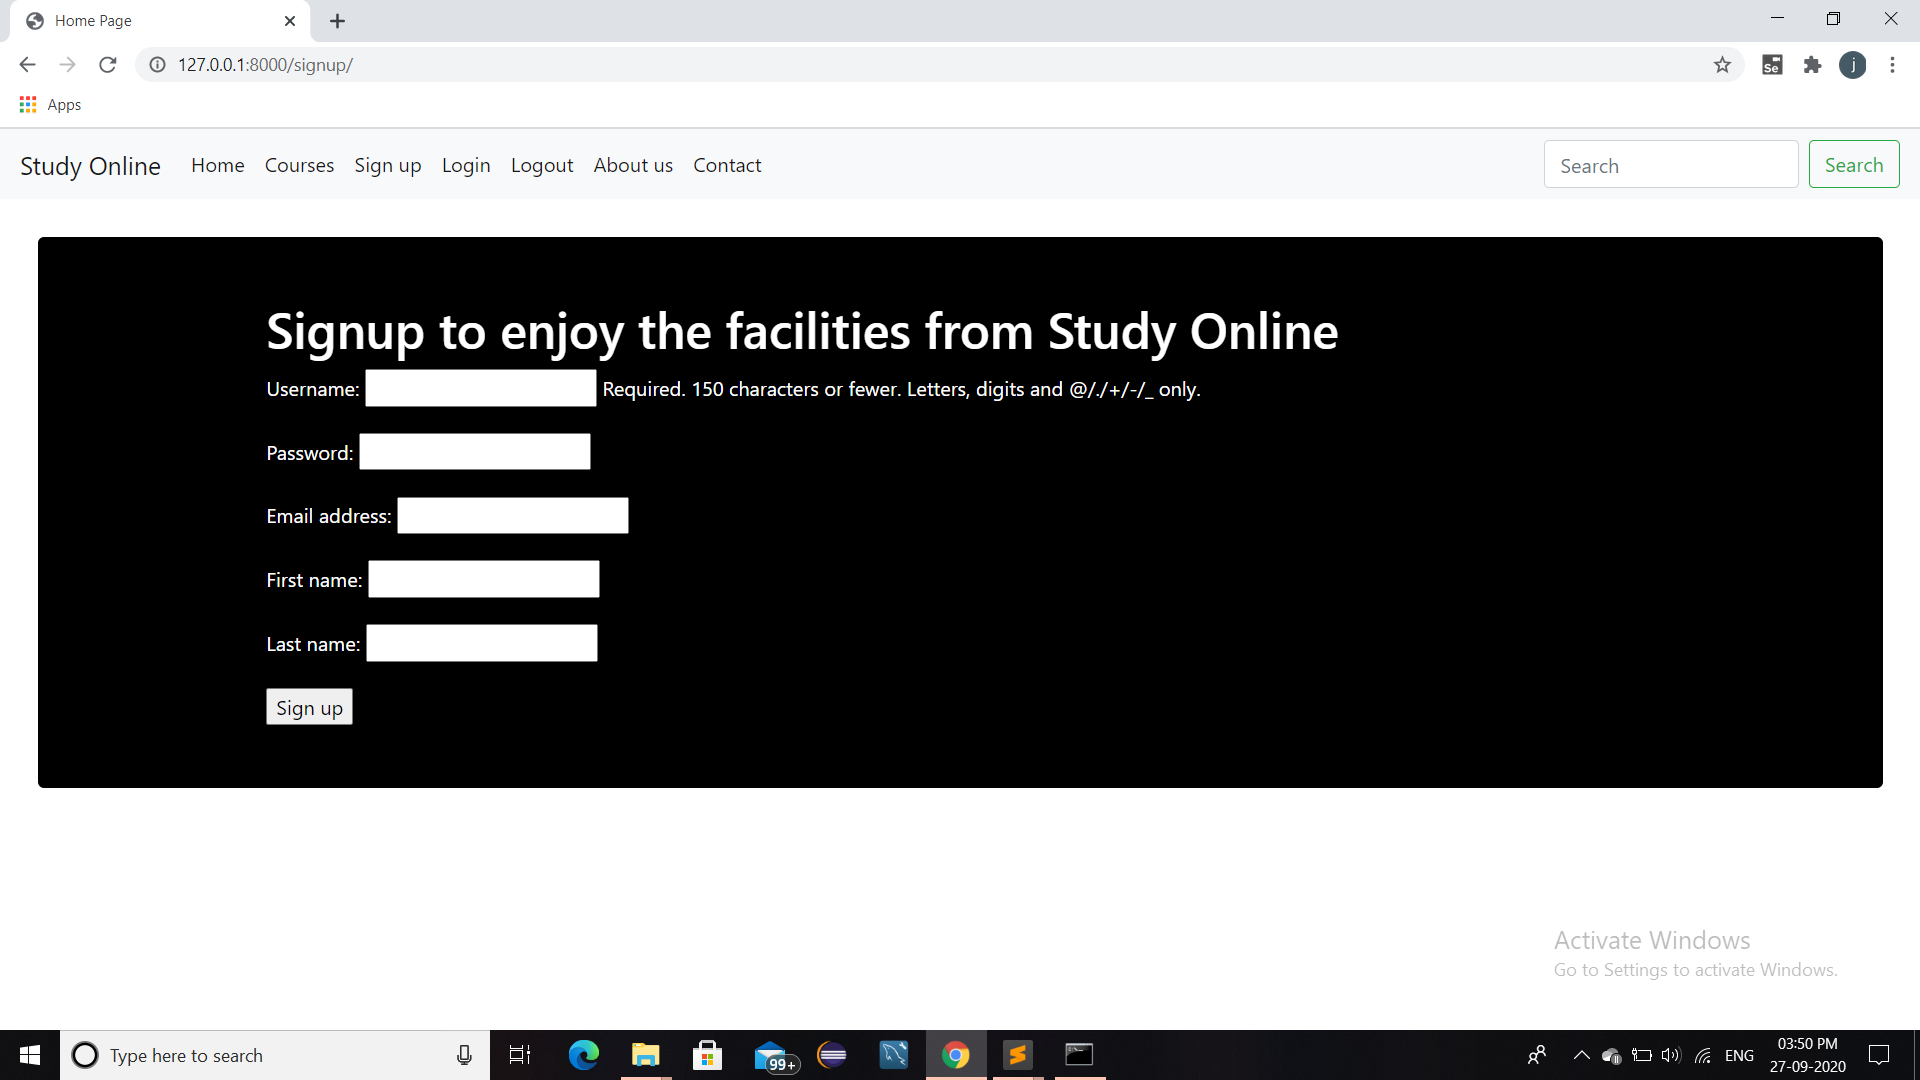 Home Page
127.0.0.1:8000/signup/
Se
j
Apps
Study Online Home Courses Sign up Login Logout About us Contact Search Search
Signup to enjoy the facilities from Study Online
Username: Required. 150 characters or fewer. Letters, digits and @/./+/-/_ only.
Password:
Email address:
First name:
Last name:
Sign up
Activate Windows
Go to Settings to activate Windows.
Type here to search
99+
ENG
03:50 PM
27-09-2020